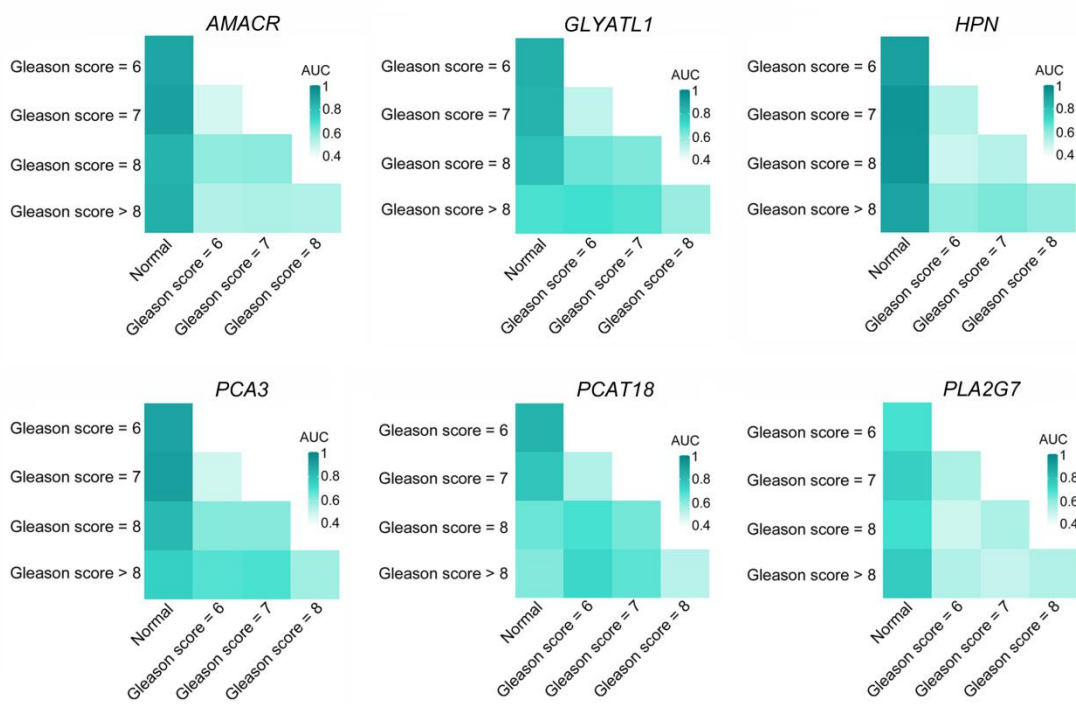 AMACR
Gleason score = 6
Gleason score = 7
Gleason score = 8
Gleason score > 8
AUC
1
0.8
0.6
0.4
Normal
Gleason score = 6
Gleason score = 7
Gleason score = 8
GLYATL1
Gleason score = 6
Gleason score = 7
Gleason score = 8
Gleason score > 8
AUC
1
0.8
0.6
0.4
Normal
Gleason score = 6
Gleason score = 7
Gleason score = 8
HPN
Gleason score = 6
Gleason score = 7
Gleason score = 8
Gleason score > 8
AUC
1
0.8
0.6
0.4
Normal
Gleason score = 6
Gleason score = 7
Gleason score = 8
PCA3
Gleason score = 6
Gleason score = 7
Gleason score = 8
Gleason score > 8
AUC
1
0.8
0.6
0.4
Normal
Gleason score = 6
Gleason score = 7
Gleason score = 8
PCAT18
Gleason score = 6
Gleason score = 7
Gleason score = 8
Gleason score > 8
AUC
1
0.8
0.6
0.4
Normal
Gleason score = 6
Gleason score = 7
Gleason score = 8
PLA2G7
Gleason score = 6
Gleason score = 7
Gleason score = 8
Gleason score > 8
AUC
1
0.8
0.6
0.4
Normal
Gleason score = 6
Gleason score = 7
Gleason score = 8